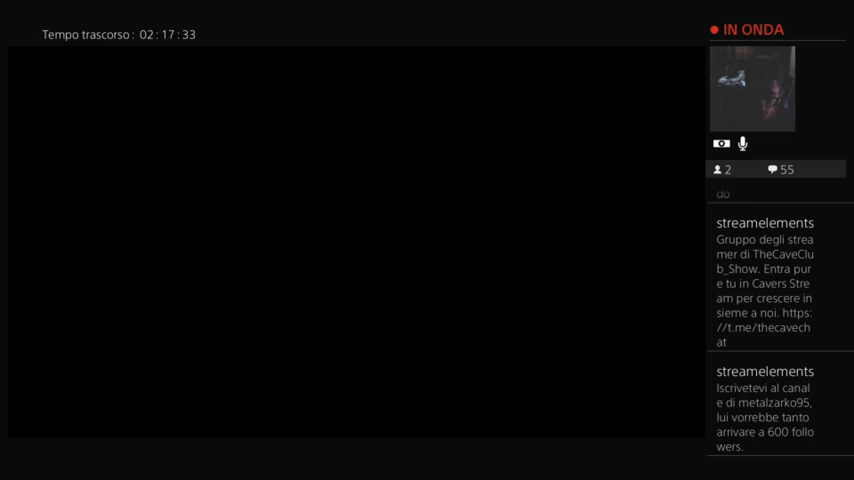 Tempo trascorso: 02:17:33
IN ONDA
2 55
do
streamelements
Gruppo degli strea
mer di TheCaveClu
b_Show. Entra pur
e tu in Cavers Stre
am per crescere in
sieme a noi. https:
//t.me/thecavech
at
streamelements
Iscrivetevi al canal
e di metalzarko95,
lui vorrebbe tanto
arrivare a 600 follo
wers.